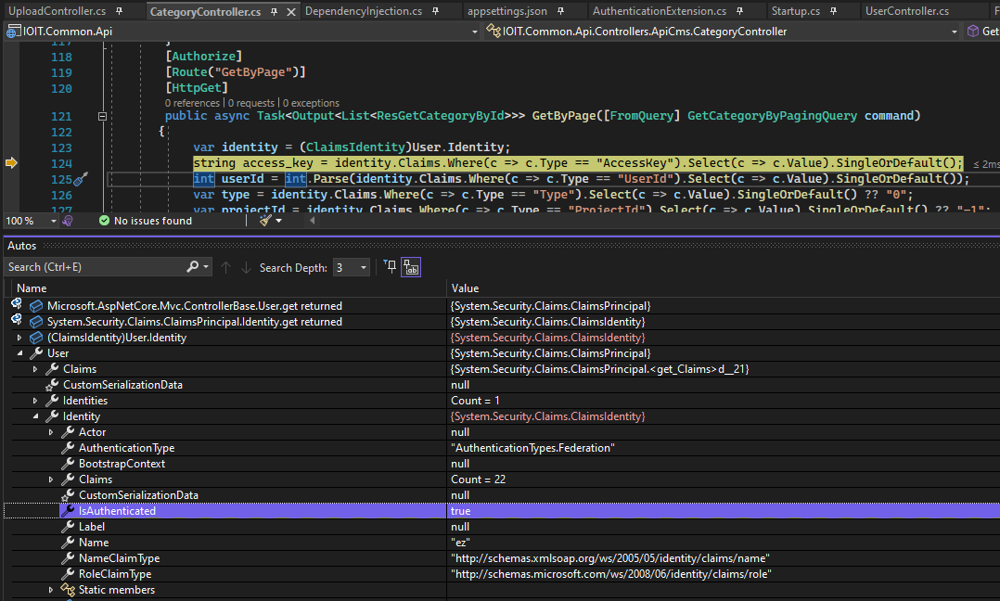 UploadController.cs CategoryController.cs DependencyInjection.cs appsettings.json AuthenticationExtension.cs Startup.cs UserController.cs
IOIT.Common.Api IOIT.Common.Api.Controllers.ApiCms.CategoryController Get
117 }
118 [Authorize]
119 [Route("GetByPage")]
120 [HttpGet]
0 references | 0 requests | 0 exceptions
121 public async Task<Output<List<ResGetCategoryById>>> GetByPage([FromQuery] GetCategoryByPagingQuery command)
122 {
123 var identity = (ClaimsIdentity)User.Identity;
124 string access_key = identity.Claims.Where(c => c.Type == "AccessKey").Select(c => c.Value).SingleOrDefault(); ≤ 2ms
125 int userId = int.Parse(identity.Claims.Where(c => c.Type == "UserId").Select(c => c.Value).SingleOrDefault());
126 var type = identity.Claims.Where(c => c.Type == "Type").Select(c => c.Value).SingleOrDefault() ?? "0";
127 var projectId = identity.Claims.Where(c => c.Type == "ProjectId").Select(c => c.Value).SingleOrDefault() ?? "-1";
100 % No issues found
Autos
Search (Ctrl+E) Search Depth: 3
Name Value
Microsoft.AspNetCore.Mvc.ControllerBase.User.get returned {System.Security.Claims.ClaimsPrincipal}
System.Security.Claims.ClaimsPrincipal.Identity.get returned {System.Security.Claims.ClaimsIdentity}
(ClaimsIdentity)User.Identity {System.Security.Claims.ClaimsIdentity}
User {System.Security.Claims.ClaimsPrincipal}
Claims {System.Security.Claims.ClaimsPrincipal.<get_Claims>d__21}
CustomSerializationData null
Identities Count = 1
Identity {System.Security.Claims.ClaimsIdentity}
Actor null
AuthenticationType "AuthenticationTypes.Federation"
BootstrapContext null
Claims Count = 22
CustomSerializationData null
IsAuthenticated true
Label null
Name "ez"
NameClaimType "http://schemas.xmlsoap.org/ws/2005/05/identity/claims/name"
RoleClaimType "http://schemas.microsoft.com/ws/2008/06/identity/claims/role"
Static members